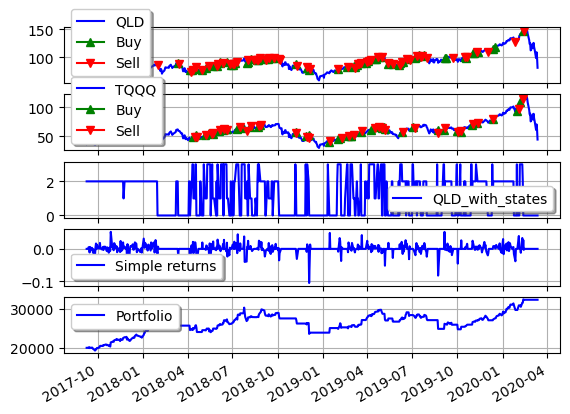 QLD
Buy
Sell
150
100
TQQQ
Buy
Sell
100
50
2
0
QLD_with_states
0.0
−0.1
Simple returns
30000
20000
Portfolio
2017-10 2018-01 2018-04 2018-07 2018-10 2019-01 2019-04 2019-07 2019-10 2020-01 2020-04